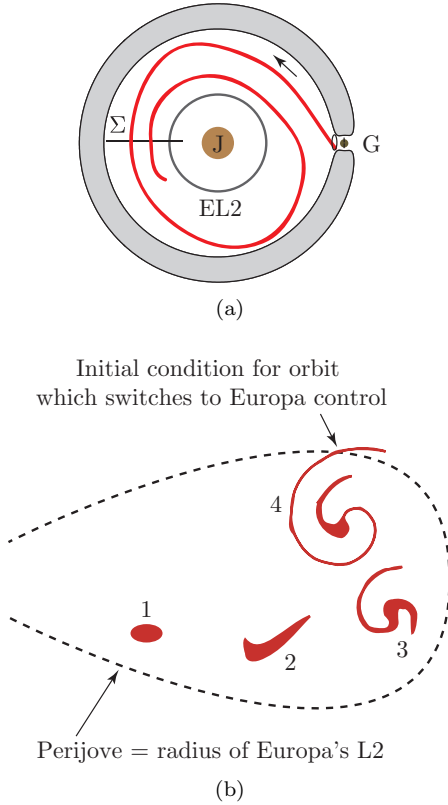 Σ
J
G
EL2
(a)
Initial condition for orbit
which switches to Europa control
4
1
2
3
Perijove = radius of Europa's L2
(b)